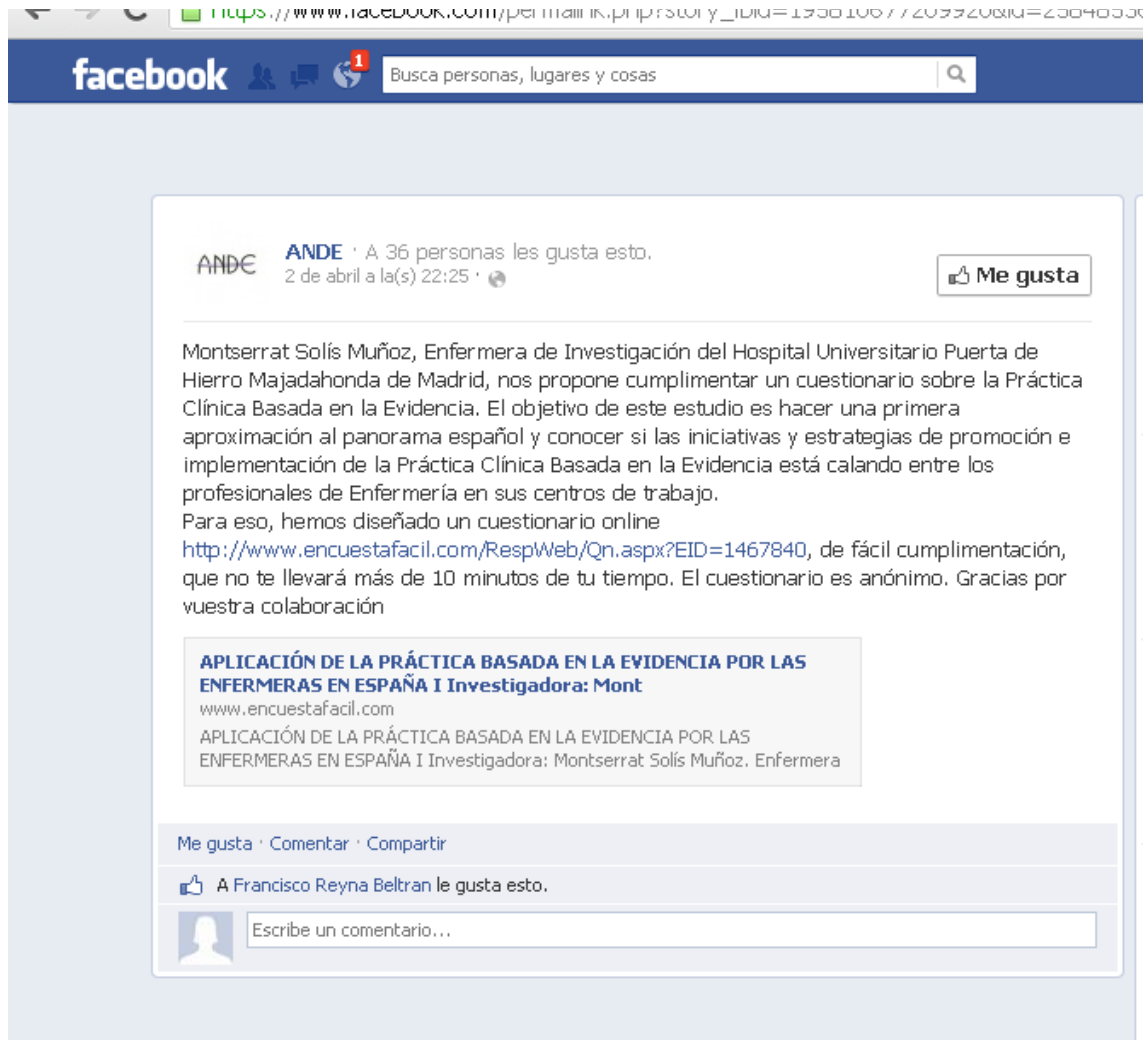 facebook
1
Busca personas, lugares y cosas
ANDE
ANDE · A 36 personas les gusta esto.
2 de abril a la(s) 22:25 ·
Me gusta
Montserrat Solís Muñoz, Enfermera de Investigación del Hospital Universitario Puerta de
Hierro Majadahonda de Madrid, nos propone cumplimentar un cuestionario sobre la Práctica
Clínica Basada en la Evidencia. El objetivo de este estudio es hacer una primera
aproximación al panorama español y conocer si las iniciativas y estrategias de promoción e
implementación de la Práctica Clínica Basada en la Evidencia está calando entre los
profesionales de Enfermería en sus centros de trabajo.
Para eso, hemos diseñado un cuestionario online
http://www.encuestafacil.com/RespWeb/Qn.aspx?EID=1467840, de fácil cumplimentación,
que no te llevará más de 10 minutos de tu tiempo. El cuestionario es anónimo. Gracias por
vuestra colaboración
APLICACIÓN DE LA PRÁCTICA BASADA EN LA EVIDENCIA POR LAS
ENFERMERAS EN ESPAÑA I Investigadora: Mont
www.encuestafacil.com
APLICACIÓN DE LA PRÁCTICA BASADA EN LA EVIDENCIA POR LAS
ENFERMERAS EN ESPAÑA I Investigadora: Montserrat Solís Muñoz. Enfermera
Me gusta · Comentar · Compartir
A Francisco Reyna Beltran le gusta esto.
Escribe un comentario...